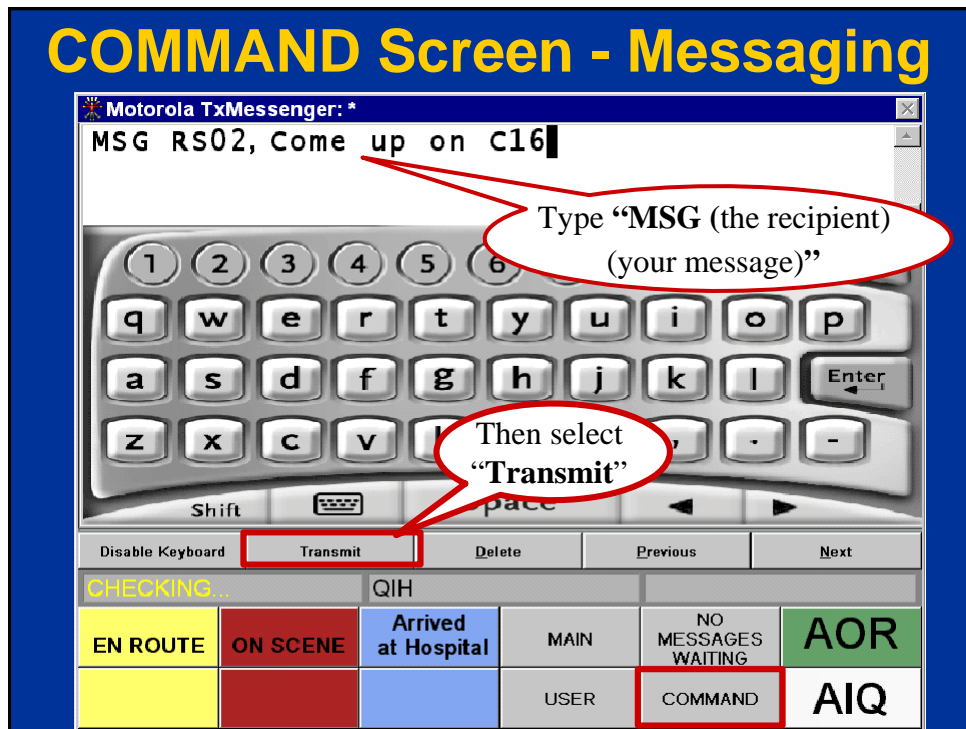 COMMAND Screen - Messaging
Motorola TxMessenger: *
MSG RS02, Come up on C16
Type “MSG (the recipient)
(your message)”
1 2 3 4 5 6
q w e r t y u i o p
a s d f g h j k l Enter
Then select
“Transmit”
z x c v , . -
Shift
Disable Keyboard Transmit Delete Previous Next
CHECKING... QIH
EN ROUTE ON SCENE Arrived at Hospital MAIN NO MESSAGES WAITING AOR
USER COMMAND AIQ